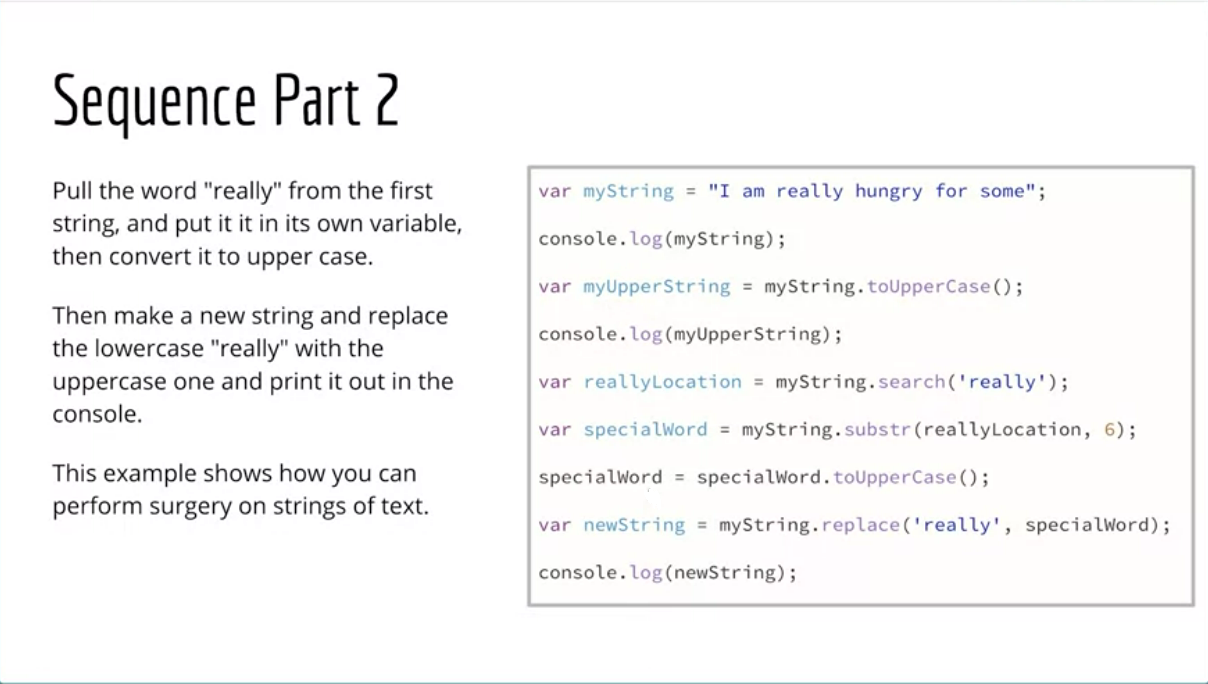 Sequence Part 2
Pull the word "really" from the first
string, and put it it in its own variable,
then convert it to upper case.
Then make a new string and replace
the lowercase "really" with the
uppercase one and print it out in the
console.
This example shows how you can
perform surgery on strings of text.
var myString = "I am really hungry for some";
console.log(myString);
var myUpperString = myString.toUpperCase();
console.log(myUpperString);
var reallyLocation = myString.search('really');
var specialWord = myString.substr(reallyLocation, 6);
specialWord = specialWord.toUpperCase();
var newString = myString.replace('really', specialWord);
console.log(newString);